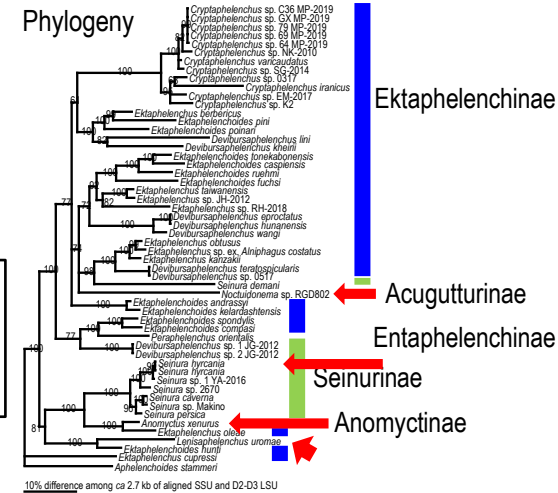 Phylogeny
Cryptaphelenchus sp. C36 MP-2019
Cryptaphelenchus sp. GX MP-2019
Cryptaphelenchus sp. 79 MP-2019
Cryptaphelenchus sp. 69 MP-2019
Cryptaphelenchus sp. 64 MP-2019
Cryptaphelenchus sp. NK-2010
Cryptaphelenchus varicaudatus
Cryptaphelenchus sp. SG-2014
Cryptaphelenchus sp. 0317
Cryptaphelenchus iranicus
Cryptaphelenchus sp. EM-2017
Cryptaphelenchus sp. K2
Ektaphelenchus berbericus
Ektaphelenchoides pini
Ektaphelenchoides poinari
Devibursaphelenchus lini
Devibursaphelenchus kheirii
Ektaphelenchoides tonekabonensis
Ektaphelenchoides caspiensis
Ektaphelenchoides ruehmi
Ektaphelenchoides fuchsi
Ektaphelenchus taiwanensis
Ektaphelenchus sp. JH-2012
Ektaphelenchus sp. RH-2018
Devibursaphelenchus eproctatus
Devibursaphelenchus hunanensis
Devibursaphelenchus wangi
Ektaphelenchus obtusus
Ektaphelenchus sp. ex. Alniphagus costatus
Ektaphelenchus kanzakii
Devibursaphelenchus teratospicularis
Devibursaphelenchus sp. 0517
Seinura demani
Noctuidonema sp. RGD802
Ektaphelenchoides andrassyi
Ektaphelenchoides kelardashtensis
Ektaphelenchoides spondylis
Ektaphelenchoides compasi
Peraphelenchus orientalis
Devibursaphelenchus sp. 1 JG-2012
Devibursaphelenchus sp. 2 JG-2012
Seinura hyrcania
Seinura hyrcania
Seinura sp. 1 YA-2016
Seinura sp. 2670
Seinura caverna
Seinura sp. Makino
Seinura persica
Anomyctus xenurus
Ektaphelenchus oleae
Lenisaphelenchus uromae
Ektaphelenchoides hunti
Ektaphelenchus cupressi
Aphelenchoides stammeri
10% difference among ca 2.7 kb of aligned SSU and D2-D3 LSU
Ektaphelenchinae
Acugutturinae
Entaphelenchinae
Seinurinae
Anomyctinae